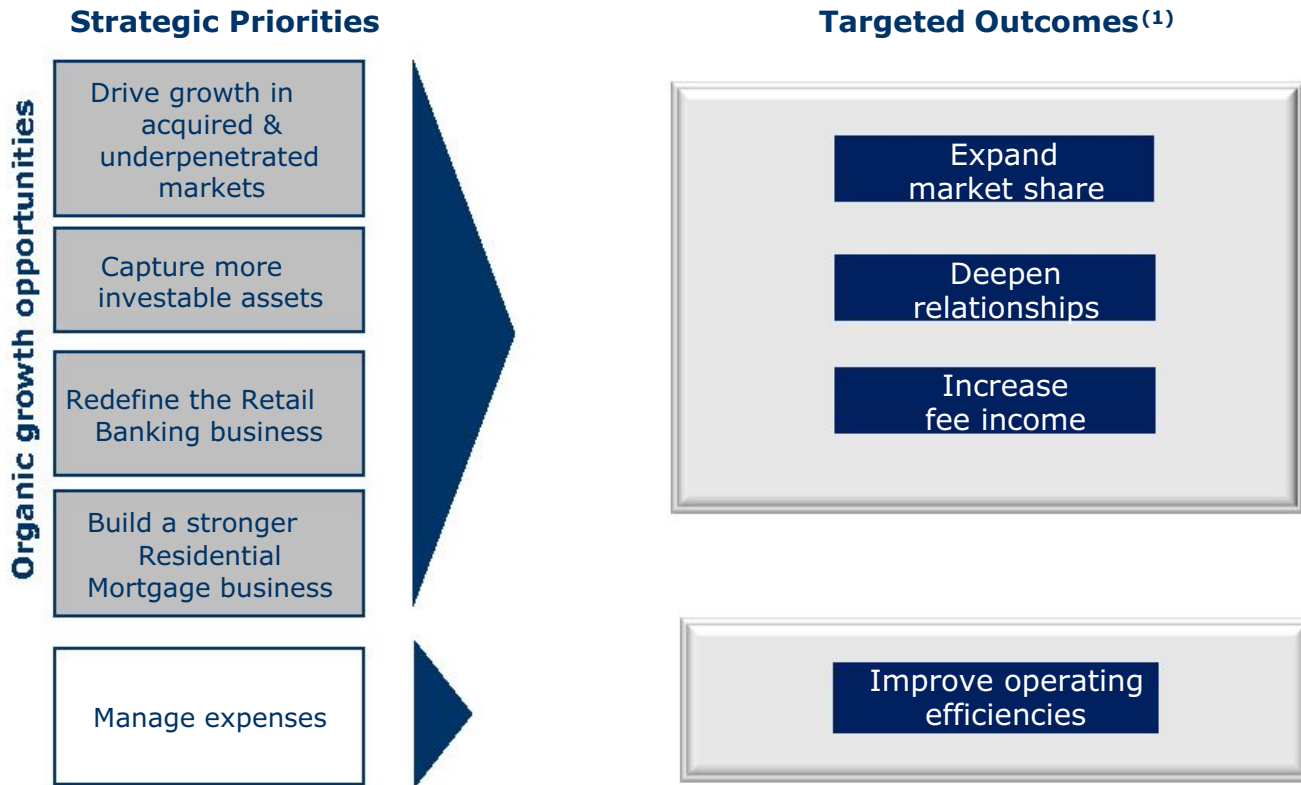 Strategic Priorities
Targeted Outcomes(1)
Organic growth opportunities
Drive growth in
acquired &
underpenetrated
markets
Capture more
investable assets
Redefine the Retail
Banking business
Build a stronger
Residential
Mortgage business
Manage expenses
Expand
market share
Deepen
relationships
Increase
fee income
Improve operating
efficiencies